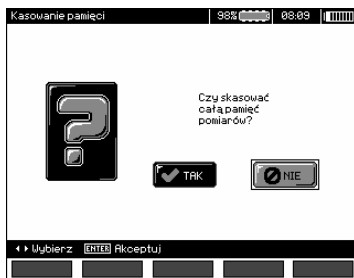 Kasowanie pamięci 98% 08:09
Czy skasować
całą pamięć
pomiarów?
TAK
NIE
Wybierz ENTER Akceptuj